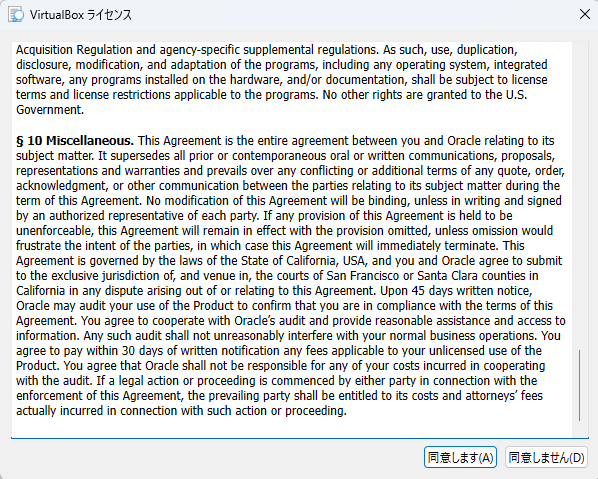 VirtualBox ライセンス
Acquisition Regulation and agency-specific supplemental regulations. As such, use, duplication,
disclosure, modification, and adaptation of the programs, including any operating system, integrated
software, any programs installed on the hardware, and/or documentation, shall be subject to license
terms and license restrictions applicable to the programs. No other rights are granted to the U.S.
Government.
§ 10 Miscellaneous. This Agreement is the entire agreement between you and Oracle relating to its
subject matter. It supersedes all prior or contemporaneous oral or written communications, proposals,
representations and warranties and prevails over any conflicting or additional terms of any quote, order,
acknowledgment, or other communication between the parties relating to its subject matter during the
term of this Agreement. No modification of this Agreement will be binding, unless in writing and signed
by an authorized representative of each party. If any provision of this Agreement is held to be
unenforceable, this Agreement will remain in effect with the provision omitted, unless omission would
frustrate the intent of the parties, in which case this Agreement will immediately terminate. This
Agreement is governed by the laws of the State of California, USA, and you and Oracle agree to submit
to the exclusive jurisdiction of, and venue in, the courts of San Francisco or Santa Clara counties in
California in any dispute arising out of or relating to this Agreement. Upon 45 days written notice,
Oracle may audit your use of the Product to confirm that you are in compliance with the terms of this
Agreement. You agree to cooperate with Oracle’s audit and provide reasonable assistance and access to
information. Any such audit shall not unreasonably interfere with your normal business operations. You
agree to pay within 30 days of written notification any fees applicable to your unlicensed use of the
Product. You agree that Oracle shall not be responsible for any of your costs incurred in cooperating
with the audit. If a legal action or proceeding is commenced by either party in connection with the
enforcement of this Agreement, the prevailing party shall be entitled to its costs and attorneys’ fees
actually incurred in connection with such action or proceeding.
同意します(A) 同意しません(D)